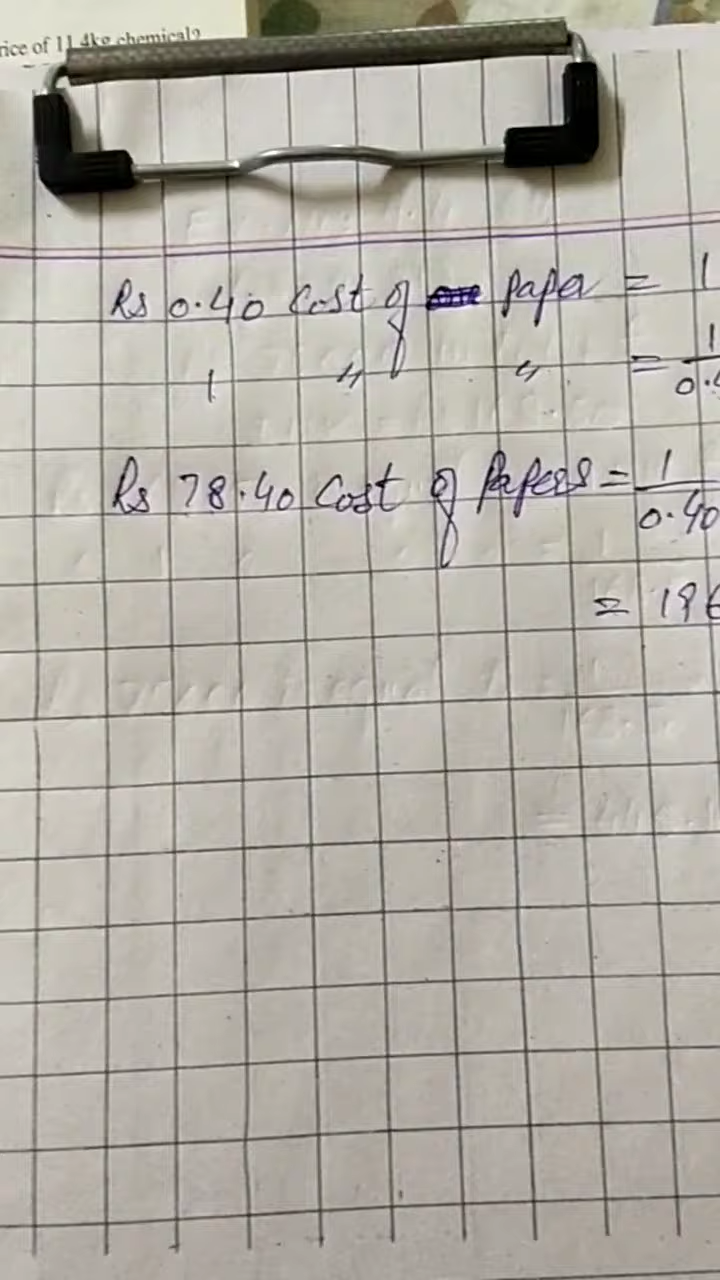 rice of 11.4kg chemical?
Rs 0.40 Cost of paper = 1
1 " " = 1/0.4
Rs 78.40 Cost of Papers = 1/0.40
= 196